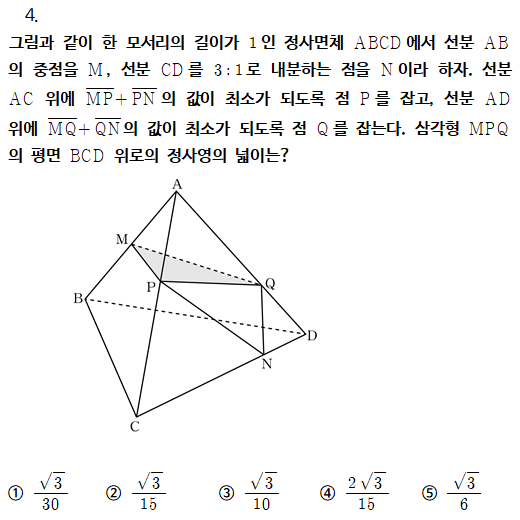 4.
그림과 같이 한 모서리의 길이가 1인 정사면체 ABCD에서 선분 AB
의 중점을 M, 선분 CD를 3:1로 내분하는 점을 N이라 하자. 선분
AC 위에 $\overline{MP}+\overline{PN}$의 값이 최소가 되도록 점 P를 잡고, 선분 AD
위에 $\overline{MQ}+\overline{QN}$의 값이 최소가 되도록 점 Q를 잡는다. 삼각형 MPQ
의 평면 BCD 위로의 정사영의 넓이는?
A
M
P
Q
B
D
N
C
① $\frac{\sqrt{3}}{30}$ ② $\frac{\sqrt{3}}{15}$ ③ $\frac{\sqrt{3}}{10}$ ④ $\frac{2\sqrt{3}}{15}$ ⑤ $\frac{\sqrt{3}}{6}$